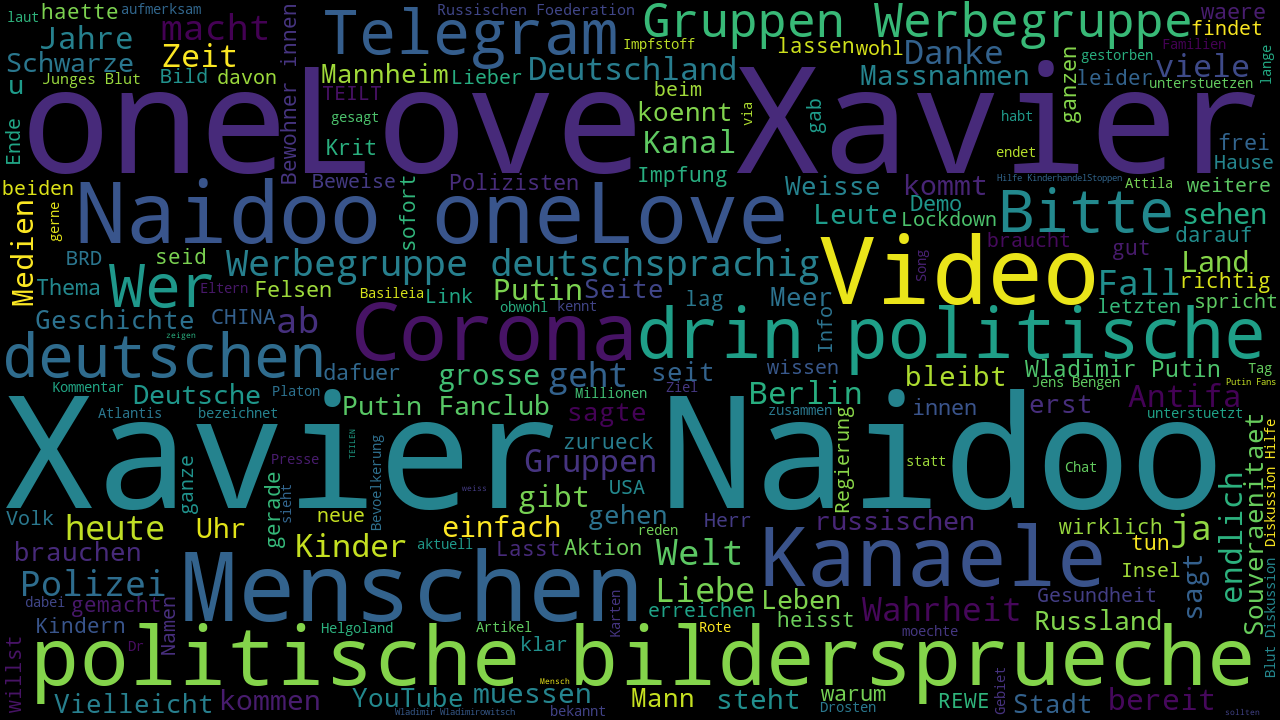 laut
haette
aufmerksam
macht
Jahre
Zeit
Schwarze
Junges Blut
Bild
davon
u
Ende
Bewohner innen
Russischen Foederation
Telegram
Impfstoff
Gruppen Werbegruppe
waere
findet
lassen
wohl
Danke
Familien
gestorben
lange
Mannheim
Lieber
Deutschland
Massnahmen
ganzen
leider
viele
unterstuetzen
TEILT
gesagt
beim
koennt
via
gab
habt
oneLove
Xavier
Krit
Kanal
endet
frei
Hause
Impfung
Hilfe KinderhandelStoppen
Attila
weitere
beiden
Naidoo oneLove
Beweise
Polizisten
Weisse
kommt
Demo
Bitte
sehen
Medien
gerne
sofort
Leute
Lockdown
darauf
BRD
seid
braucht
gut
Land
Song
Werbegruppe deutschsprachig
Video
Fall
richtig
Thema
Wer
Eltern
Felsen
Basileia
Link
Putin
Seite
lag
Meer
letzten
spricht
obwohl
kennt
Geschichte
CHINA
ab
Corona
drin politische
Info
zeigen
deutschen
dafuer
grosse
geht
seit
wissen
bleibt
Wladimir Putin
Tag
Kommentar
Deutsche
Platon
Millionen
Ziel
Berlin
Jens Bengen
Putin Fans
Antifa
Atlantis
bezeichnet
Putin Fanclub
sagte
zusammen
innen
erst
unterstuetzt
Xavier Naidoo
TEILEN
zurueck
Regierung
Souveraenitaet
Diskussion Hilfe
ganze
Presse
Bevoelkerung
Gruppen
statt
Chat
weiss
sieht
gerade
gibt
USA
endlich
Volk
heute
Uhr
neue
einfach
gehen
reden
Herr
russischen
wirklich
ja
tun
brauchen
Kinder
aktuell
Lasst
Aktion
Welt
Kanaele
Insel
sagt
Polizei
Menschen
Liebe
Leben
Gesundheit
dabei
gemacht
Namen
Karten
erreichen
heisst
Wahrheit
Russland
Blut Diskussion
Kindern
Dr
Helgoland
Artikel
klar
Rote
moechte
willst
politische bildersprueche
Mensch
Vielleicht
kommen
YouTube
muessen
Mann
steht
warum
REWE
Gebiet
Stadt
bereit
Wladimir Wladimirowitsch
bekannt
Drosten
sollten